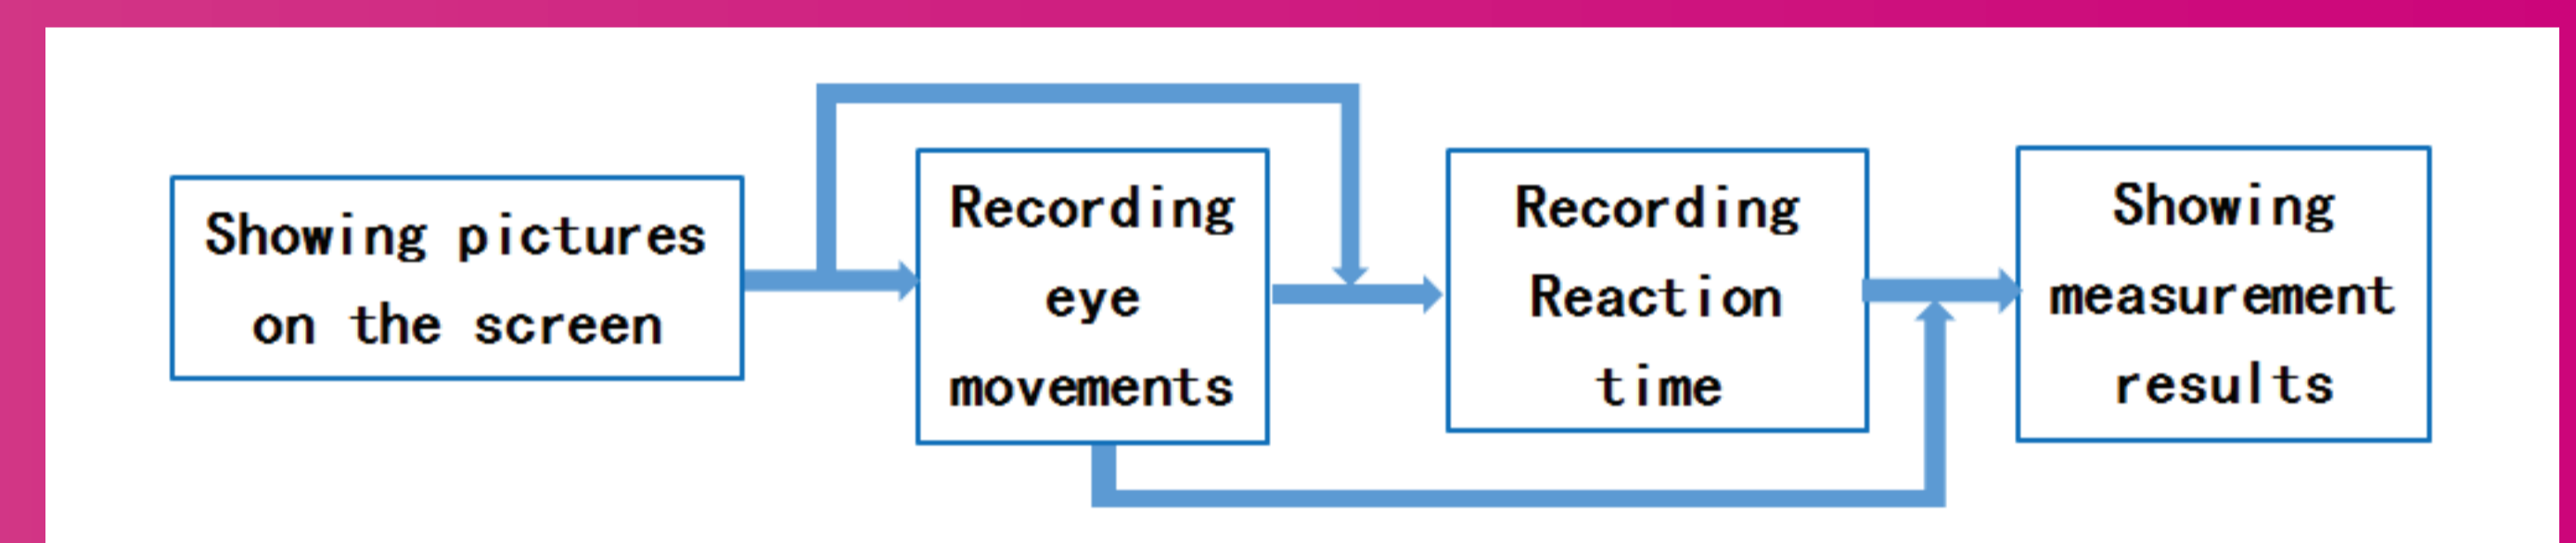 Showing pictures
on the screen
Recording
eye
movements
Recording
Reaction
time
Showing
measurement
results